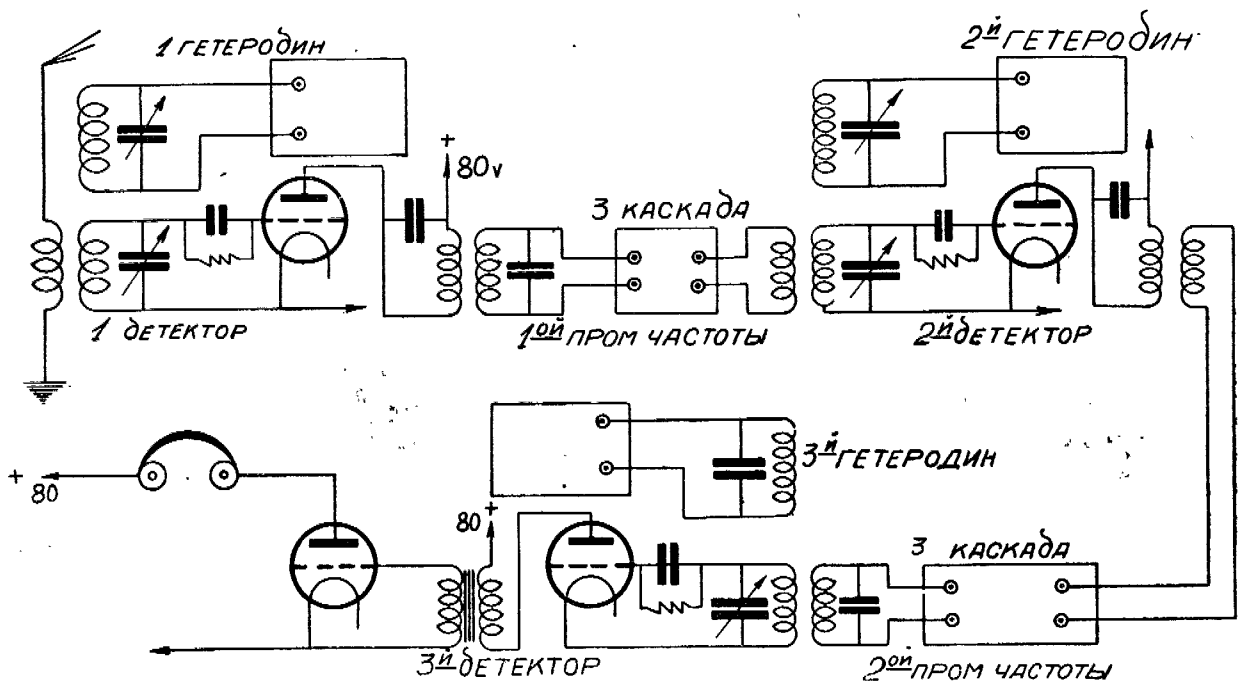 1 ГЕТЕРОДИН
2й ГЕТЕРОДИН
+
80v
3 КАСКАДА
1 ДЕТЕКТОР
1ой ПРОМ ЧАСТОТЫ
2й ДЕТЕКТОР
3й ГЕТЕРОДИН
+
80
80 +
3 КАСКАДА
3й ДЕТЕКТОР
2ой ПРОМ ЧАСТОТЫ